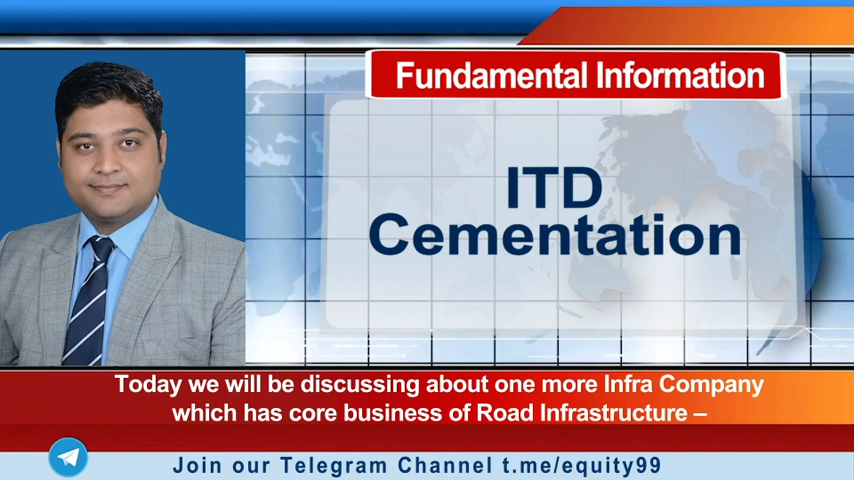 Fundamental Information
ITD
Cementation
Today we will be discussing about one more Infra Company
which has core business of Road Infrastructure –
Join our Telegram Channel t.me/equity99